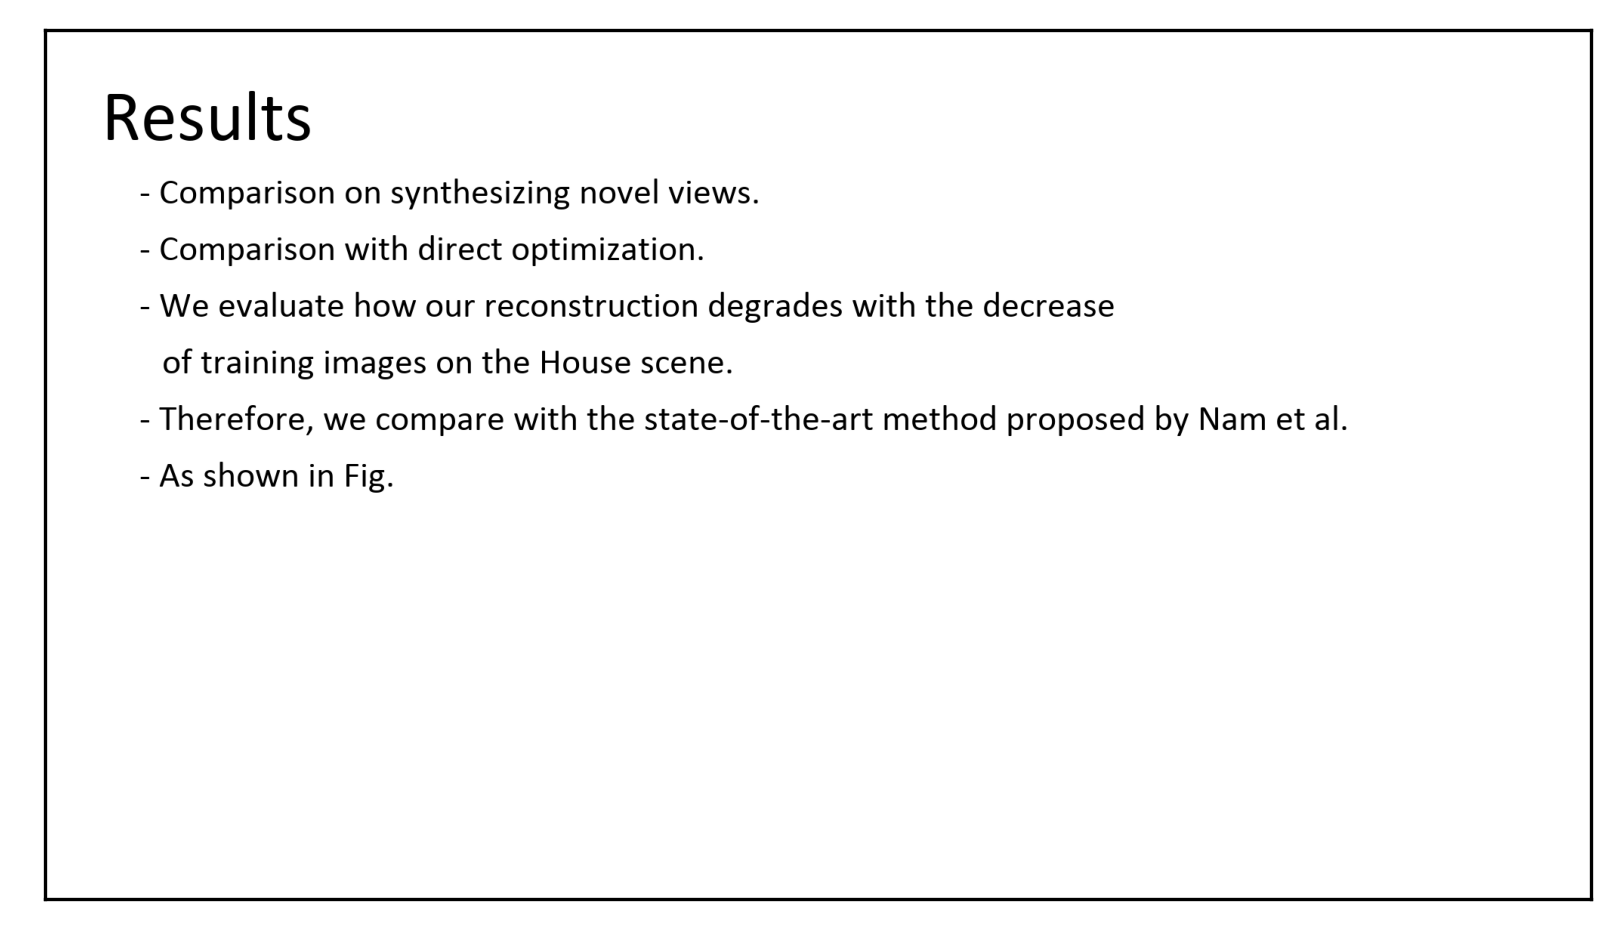 Results
- Comparison on synthesizing novel views.
- Comparison with direct optimization.
- We evaluate how our reconstruction degrades with the decrease
of training images on the House scene.
- Therefore, we compare with the state-of-the-art method proposed by Nam et al.
- As shown in Fig.